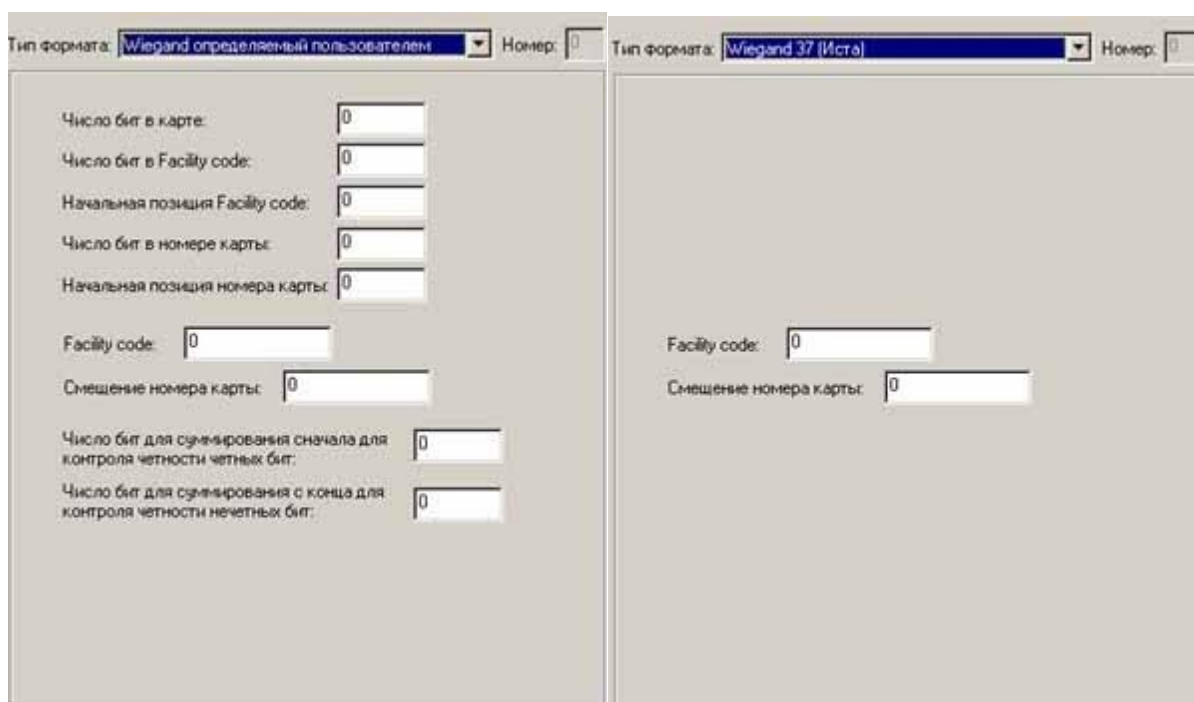 Тип формата: Wiegand определяемый пользователем Номер: 0
Число бит в карте: 0
Число бит в Facility code: 0
Начальная позиция Facility code: 0
Число бит в номере карты: 0
Начальная позиция номера карты: 0
Facility code: 0
Смещение номера карты: 0
Число бит для суммирования сначала для
контроля четности четных бит: 0
Число бит для суммирования с конца для
контроля четности нечетных бит: 0
Тип формата: Wiegand 37 (Иста) Номер: 0
Facility code: 0
Смещение номера карты: 0